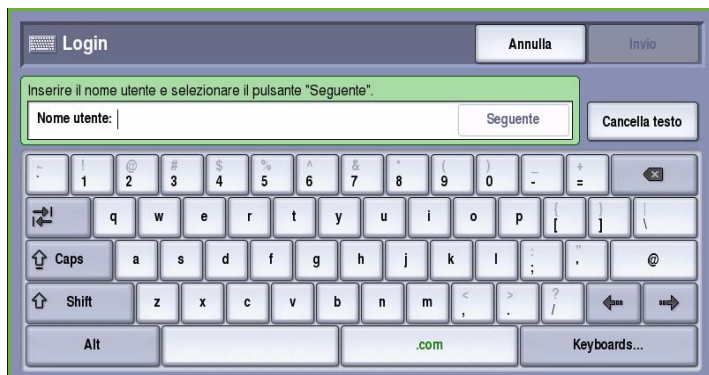 Login
Annulla
Invio
Inserire il nome utente e selezionare il pulsante "Seguente".
Nome utente:
Seguente
Cancella testo
~ ! @ # $ % ^ & * ( ) _ +
` 1 2 3 4 5 6 7 8 9 0 - =
q w e r t y u i o p { [ } ] | \
Caps a s d f g h j k l : ; " ' @
Shift z x c v b n m < , > . ? /
Alt .com Keyboards...